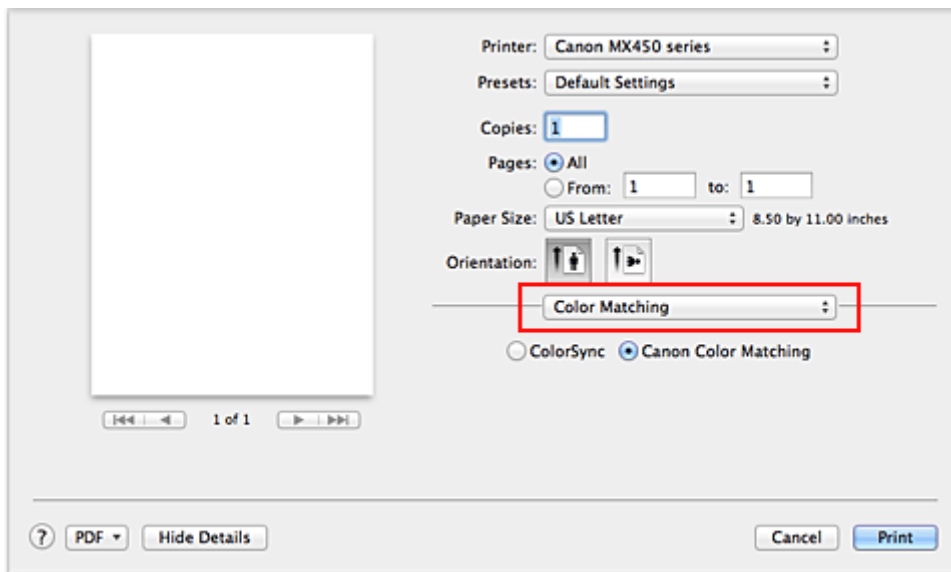 Printer: Canon MX450 series
Presets: Default Settings
Copies: 1
Pages: All
From: 1 to: 1
Paper Size: US Letter 8.50 by 11.00 inches
Orientation:
Color Matching
ColorSync Canon Color Matching
1 of 1
? PDF Hide Details Cancel Print